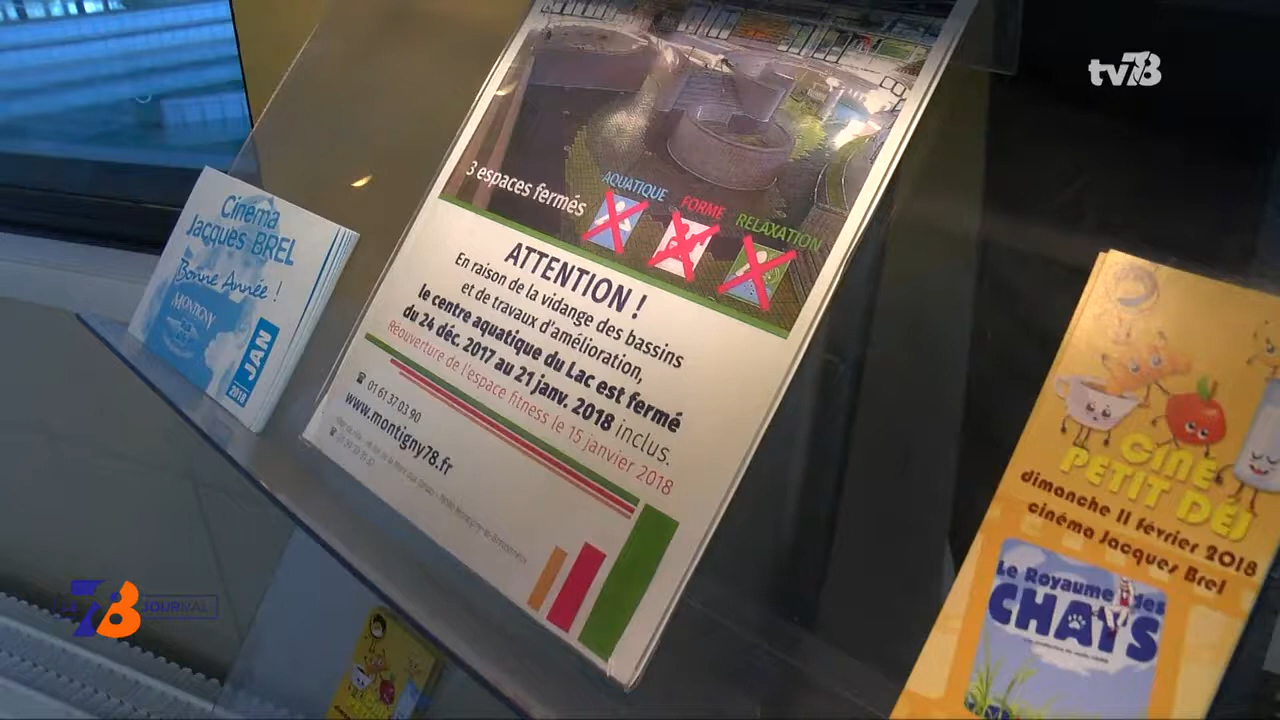 tv78
Cinéma
Jacques BREL
Bonne Année !
MONTIGNY
JAN
2018
3 espaces fermés
AQUATIQUE
FORME
RELAXATION
ATTENTION !
En raison de la vidange des bassins
et de travaux d'amélioration,
le centre aquatique du Lac est fermé
du 24 déc. 2017 au 21 janv. 2018 inclus.
Réouverture de l'espace fitness le 15 janvier 2018
01 61 37 03 90
www.montigny78.fr
CINÉ
PETIT DÉJ
dimanche 11 février 2018
cinéma Jacques Brel
Le Royaume des
CHATS
78
JOURNAL